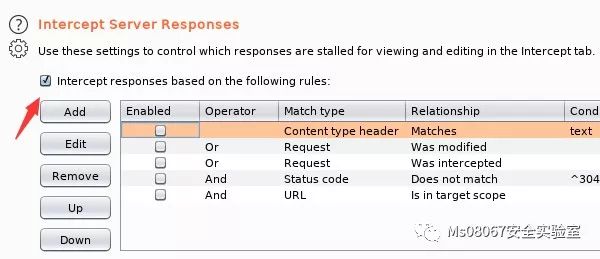 Intercept Server Responses
Use these settings to control which responses are stalled for viewing and editing in the Intercept tab.
Intercept responses based on the following rules:
Add
Edit
Remove
Up
Down
Enabled Operator Match type Relationship Cond
Content type header Matches text
Or Request Was modified
Or Request Was intercepted
And Status code Does not match ^304
And URL Is in target scope
Ms08067安全实验室